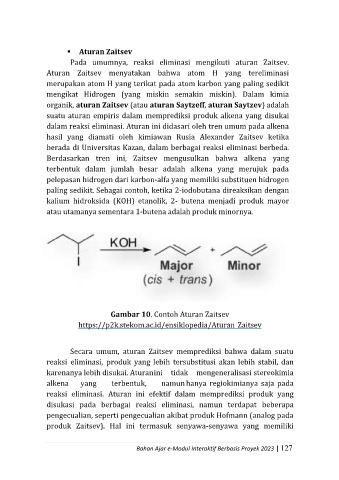 ▪ Aturan Zaitsev
Pada umumnya, reaksi eliminasi mengikuti aturan Zaitsev.
Aturan Zaitsev menyatakan bahwa atom H yang tereliminasi
merupakan atom H yang terikat pada atom karbon yang paling sedikit
mengikat Hidrogen (yang miskin semakin miskin). Dalam kimia
organik, aturan Zaitsev (atau aturan Saytzeff, aturan Saytzev) adalah
suatu aturan empiris dalam memprediksi produk alkena yang disukai
dalam reaksi eliminasi. Aturan ini didasari oleh tren umum pada alkena
hasil yang diamati oleh kimiawan Rusia Alexander Zaitsev ketika
berada di Universitas Kazan, dalam berbagai reaksi eliminasi berbeda.
Berdasarkan tren ini, Zaitsev mengusulkan bahwa alkena yang
terbentuk dalam jumlah besar adalah alkena yang merujuk pada
pelepasan hidrogen dari karbon-alfa yang memiliki substituen hidrogen
paling sedikit. Sebagai contoh, ketika 2-iodobutana direaksikan dengan
kalium hidroksida (KOH) etanolik, 2- butena menjadi produk mayor
atau utamanya sementara 1-butena adalah produk minornya.
KOH
+
I
Major Minor
(cis + trans)
Gambar 10. Contoh Aturan Zaitsev
https://p2k.stekom.ac.id/ensiklopedia/Aturan_Zaitsev
Secara umum, aturan Zaitsev memprediksi bahwa dalam suatu
reaksi eliminasi, produk yang lebih tersubstitusi akan lebih stabil, dan
karenanya lebih disukai. Aturanini tidak mengeneralisasi stereokimia
alkena yang terbentuk, namun hanya regiokimianya saja pada
reaksi eliminasi. Aturan ini efektif dalam memprediksi produk yang
disukasi pada berbagai reaksi eliminasi, namun terdapat beberapa
pengecualian, seperti pengecualian akibat produk Hofmann (analog pada
produk Zaitsev). Hal ini termasuk senyawa-senyawa yang memiliki
Bahan Ajar e-Modul Interaktif Berbasis Proyek 2023 | 127